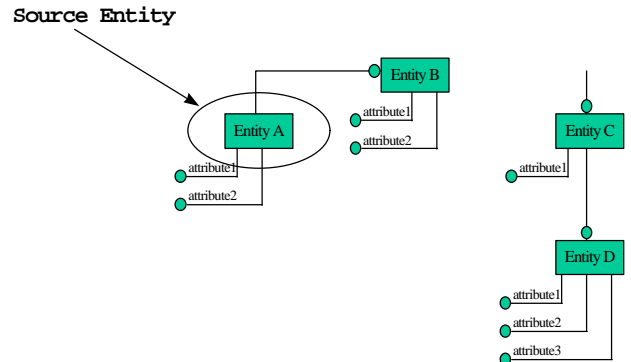 Source Entity
Entity B
attribute1
attribute2
Entity A
attribute1
attribute2
Entity C
attribute1
Entity D
attribute1
attribute2
attribute3